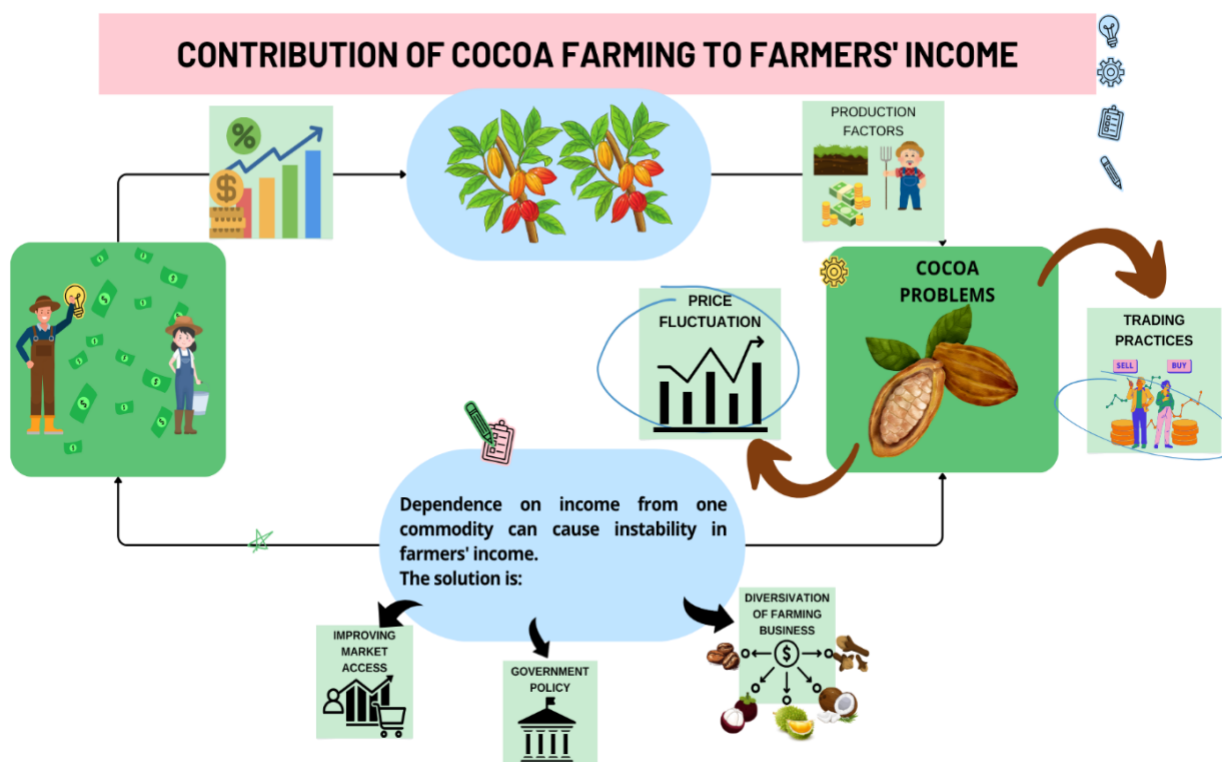 CONTRIBUTION OF COCOA FARMING TO FARMERS' INCOME
%
$
PRODUCTION
FACTORS
COCOA
PROBLEMS
PRICE
FLUCTUATION
TRADING
PRACTICES
SELL
BUY
Dependence on income from one
commodity can cause instability in
farmers' income.
The solution is:
IMPROVING
MARKET
ACCESS
GOVERNMENT
POLICY
DIVERSIVATION
OF FARMING
BUSINESS
$